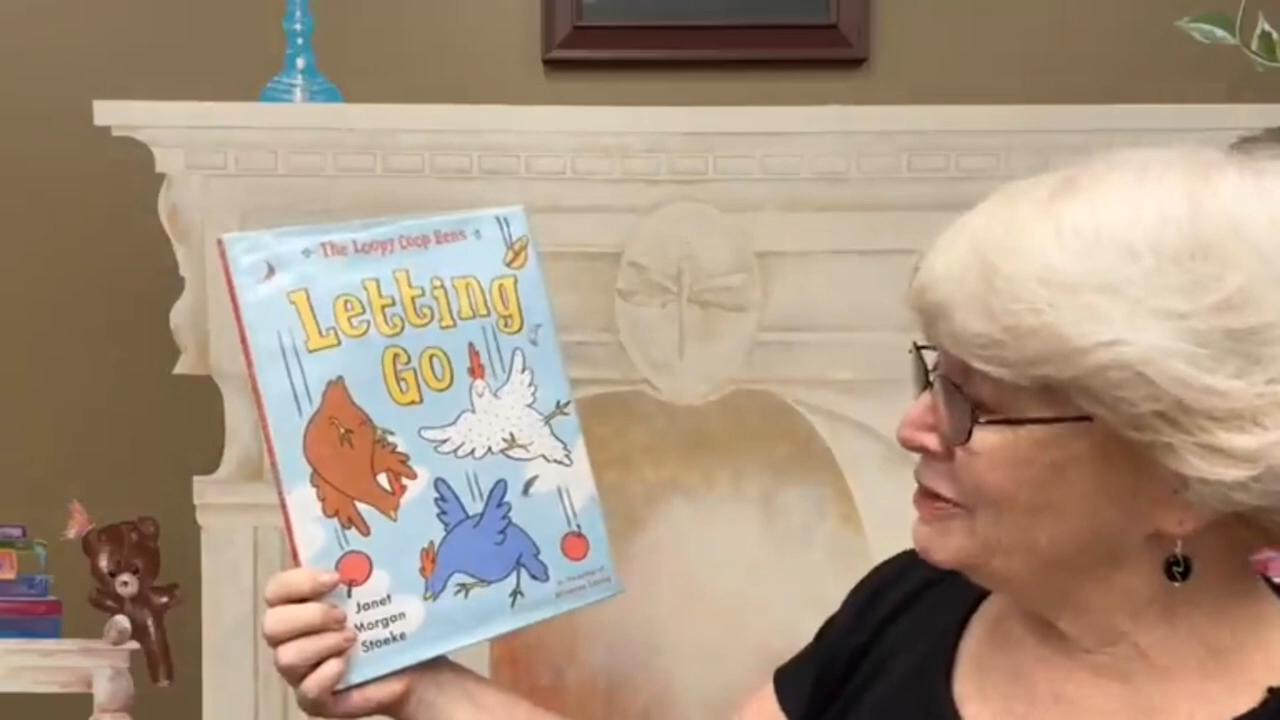 The Loopy Coop Hens
Letting
Go
Janet
Morgan
Stoeke